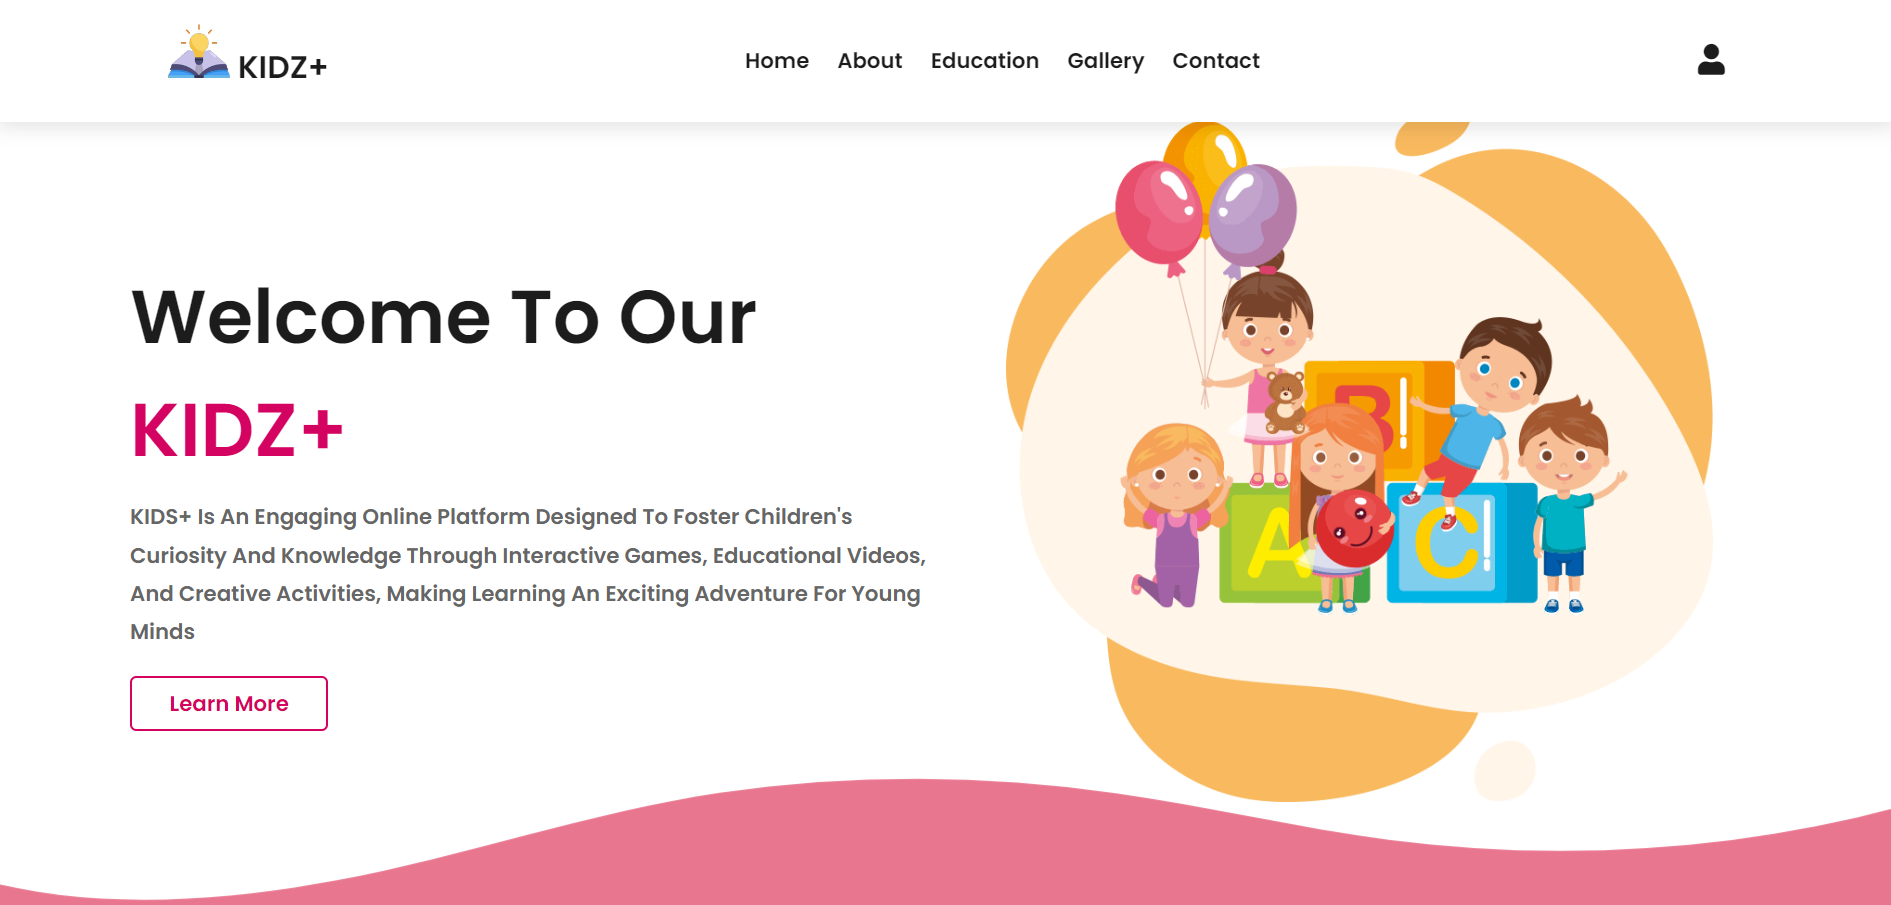 KIDZ+
Home About Education Gallery Contact
Welcome To Our
KIDZ+
KIDS+ Is An Engaging Online Platform Designed To Foster Children's
Curiosity And Knowledge Through Interactive Games, Educational Videos,
And Creative Activities, Making Learning An Exciting Adventure For Young
Minds
Learn More
B
A C